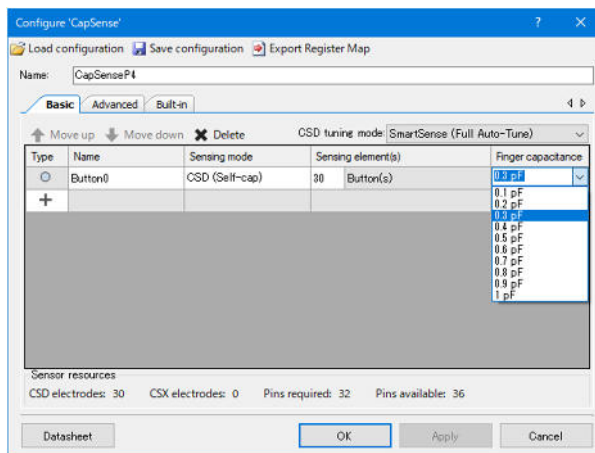 Configure 'CapSense'
? ×
Load configuration Save configuration Export Register Map
Name: CapSenseP4
Basic Advanced Built-in
Move up Move down Delete CSD tuning mode: SmartSense (Full Auto-Tune)
Type Name Sensing mode Sensing element(s) Finger capacitance
Button0 CSD (Self-cap) 30 Button(s) 0.3 pF
0.1 pF
0.2 pF
0.3 pF
0.4 pF
0.5 pF
0.6 pF
0.7 pF
0.8 pF
0.9 pF
1 pF
Sensor resources
CSD electrodes: 30 CSX electrodes: 0 Pins required: 32 Pins available: 36
Datasheet OK Apply Cancel